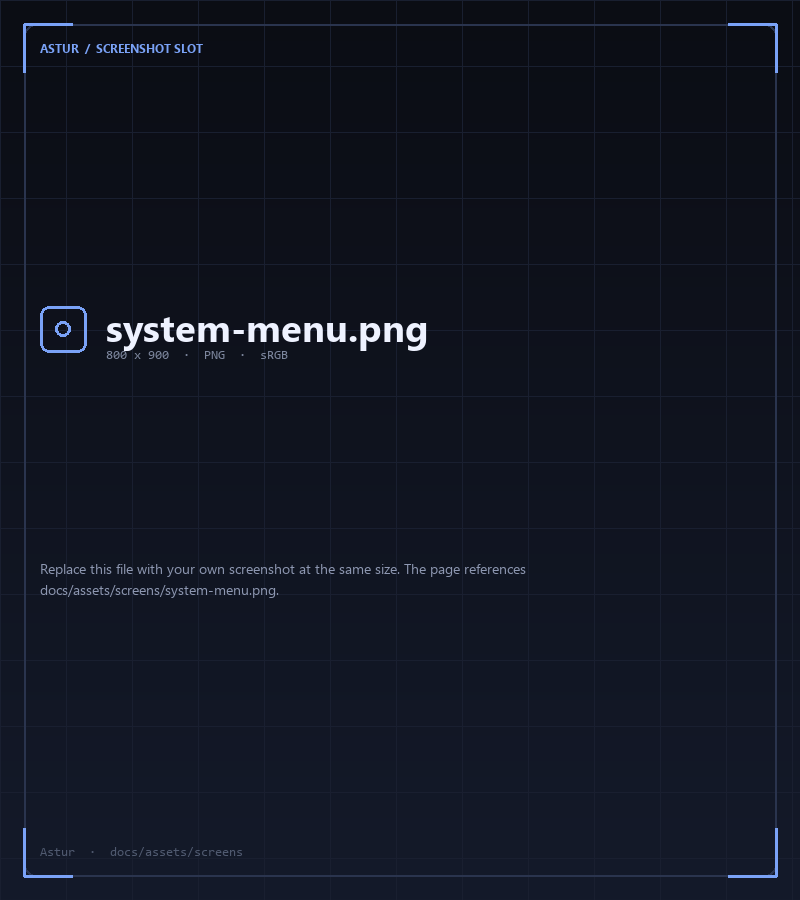 ASTUR / SCREENSHOT SLOT
system-menu.png
800 x 900 · PNG · sRGB
Replace this file with your own screenshot at the same size. The page references
docs/assets/screens/system-menu.png.
Astur · docs/assets/screens